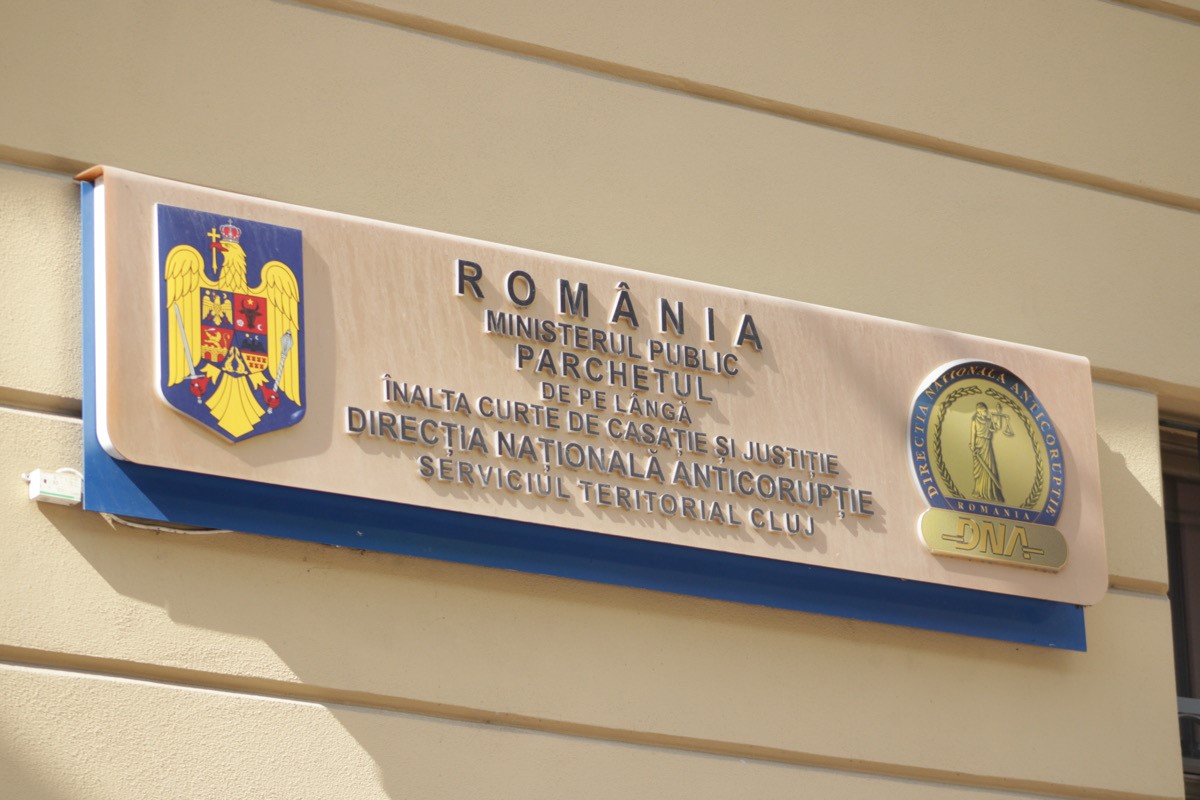 ROMÂNIA
MINISTERUL PUBLIC
PARCHETUL
DE PE LÂNGĂ
ÎNALTA CURTE DE CASAȚIE ȘI JUSTIȚIE
DIRECȚIA NAȚIONALĂ ANTICORUPȚIE
SERVICIUL TERITORIAL CLUJ
DIRECȚIA NAȚIONALĂ ANTICORUPȚIE
ROMÂNIA
DNA